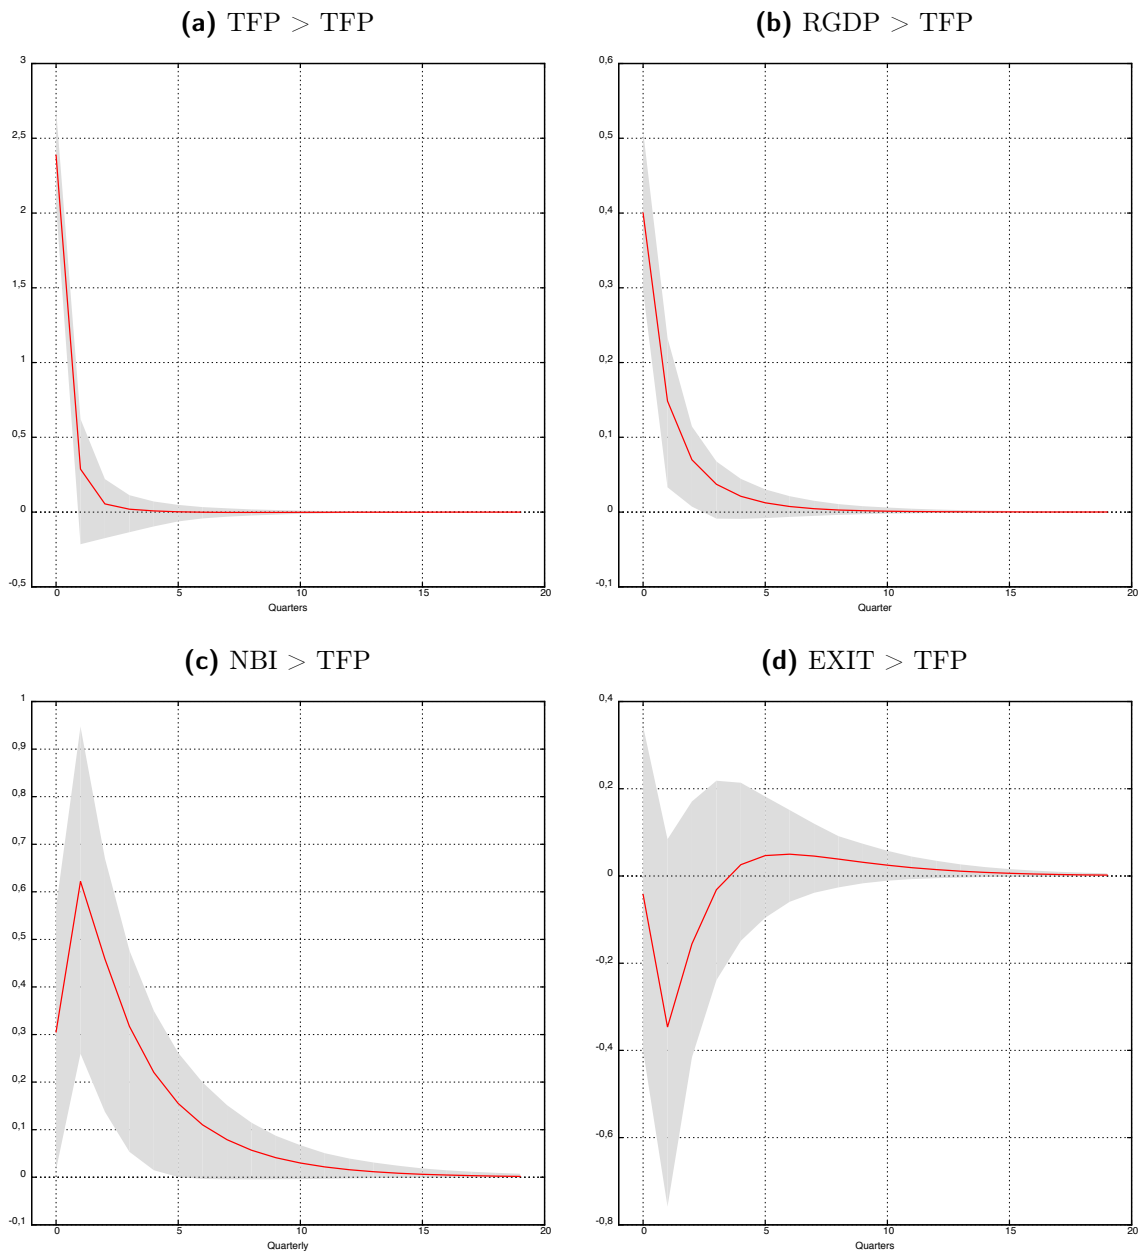 (a) TFP > TFP
3
2,5
2
1,5
1
0,5
0
-0,5
0 5 10 15 20
Quarters
(b) RGDP > TFP
0,6
0,5
0,4
0,3
0,2
0,1
0
-0,1
0 5 10 15 20
Quarter
(c) NBI > TFP
1
0,9
0,8
0,7
0,6
0,5
0,4
0,3
0,2
0,1
0
-0,1
0 5 10 15 20
Quarterly
(d) EXIT > TFP
0,4
0,2
0
-0,2
-0,4
-0,6
-0,8
0 5 10 15 20
Quarters